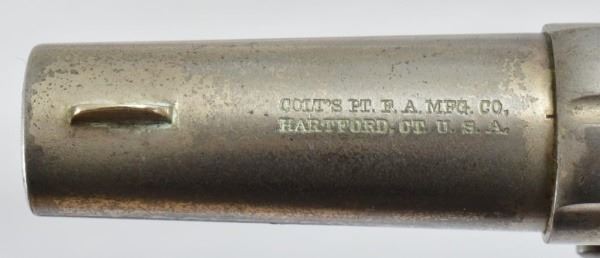 COLT'S PT. F. A. MFG. CO,
HARTFORD. CT. U. S. A.